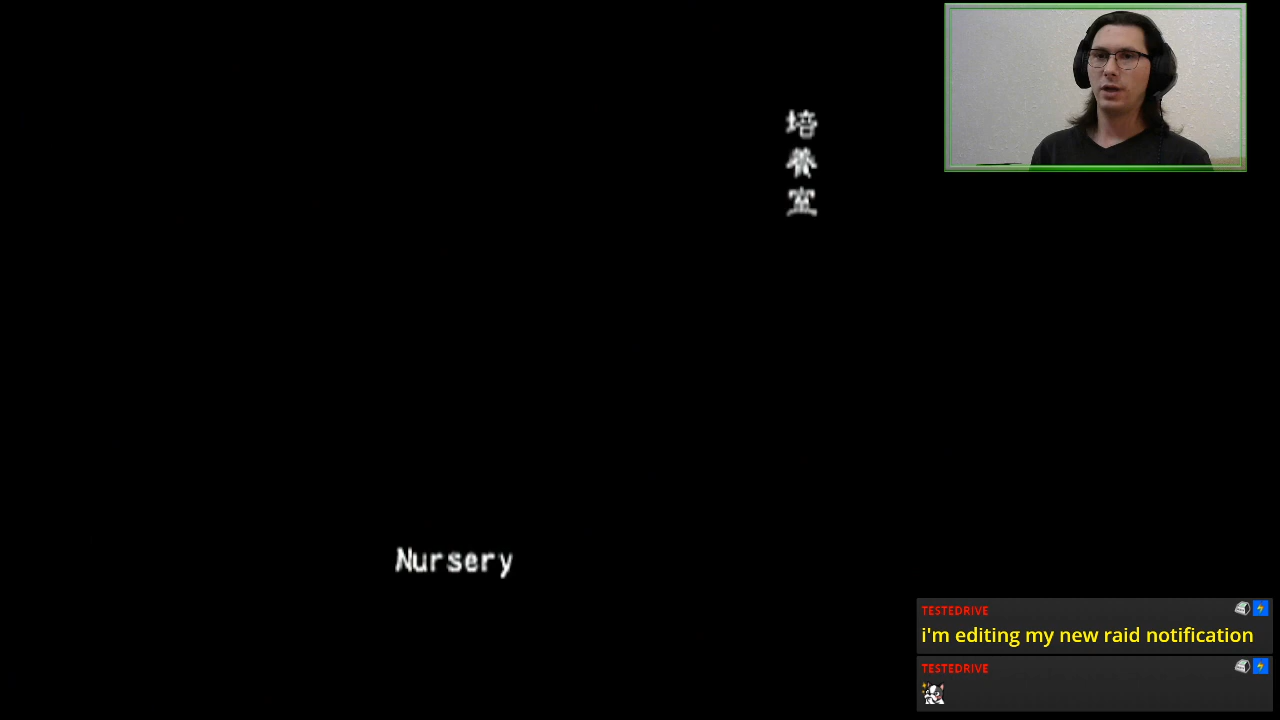 培養室
Nursery
TESTEDRIVE
i'm editing my new raid notification
TESTEDRIVE